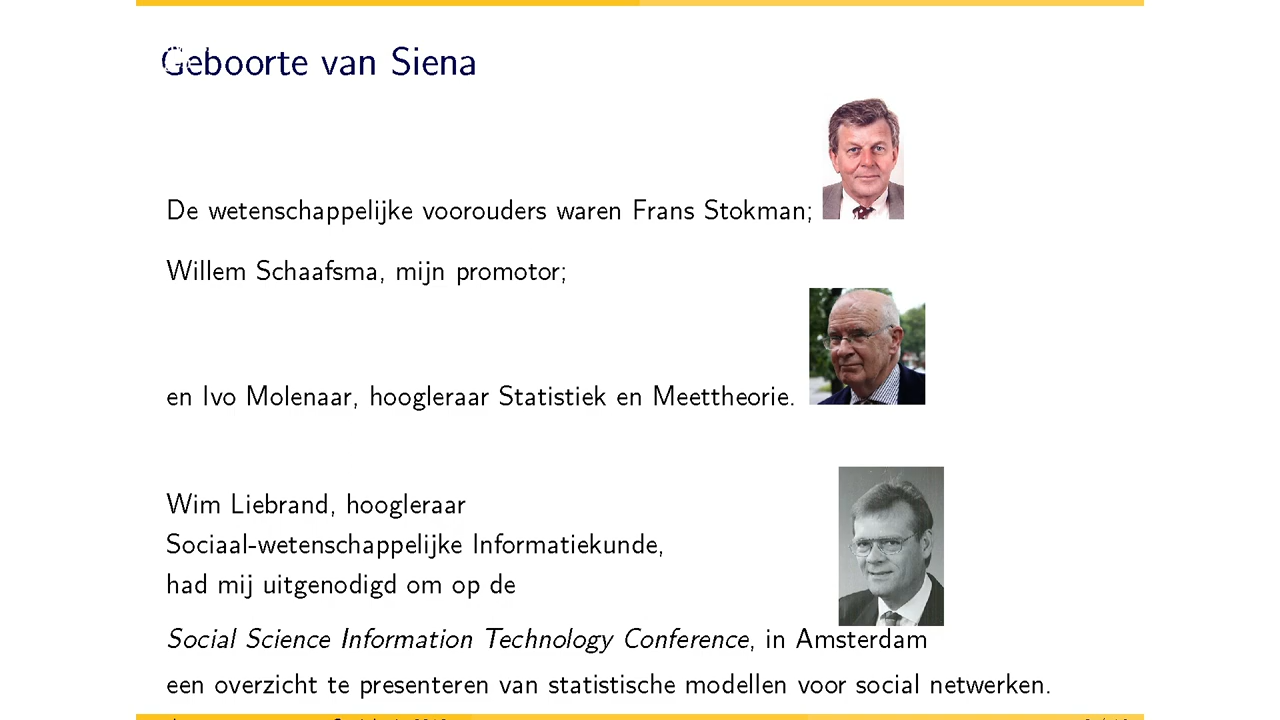 Geboorte van Siena
De wetenschappelijke voorouders waren Frans Stokman;
Willem Schaafsma, mijn promotor;
en Ivo Molenaar, hoogleraar Statistiek en Meettheorie.
Wim Liebrand, hoogleraar
Sociaal-wetenschappelijke Informatiekunde,
had mij uitgenodigd om op de
Social Science Information Technology Conference, in Amsterdam
een overzicht te presenteren van statistische modellen voor social netwerken.